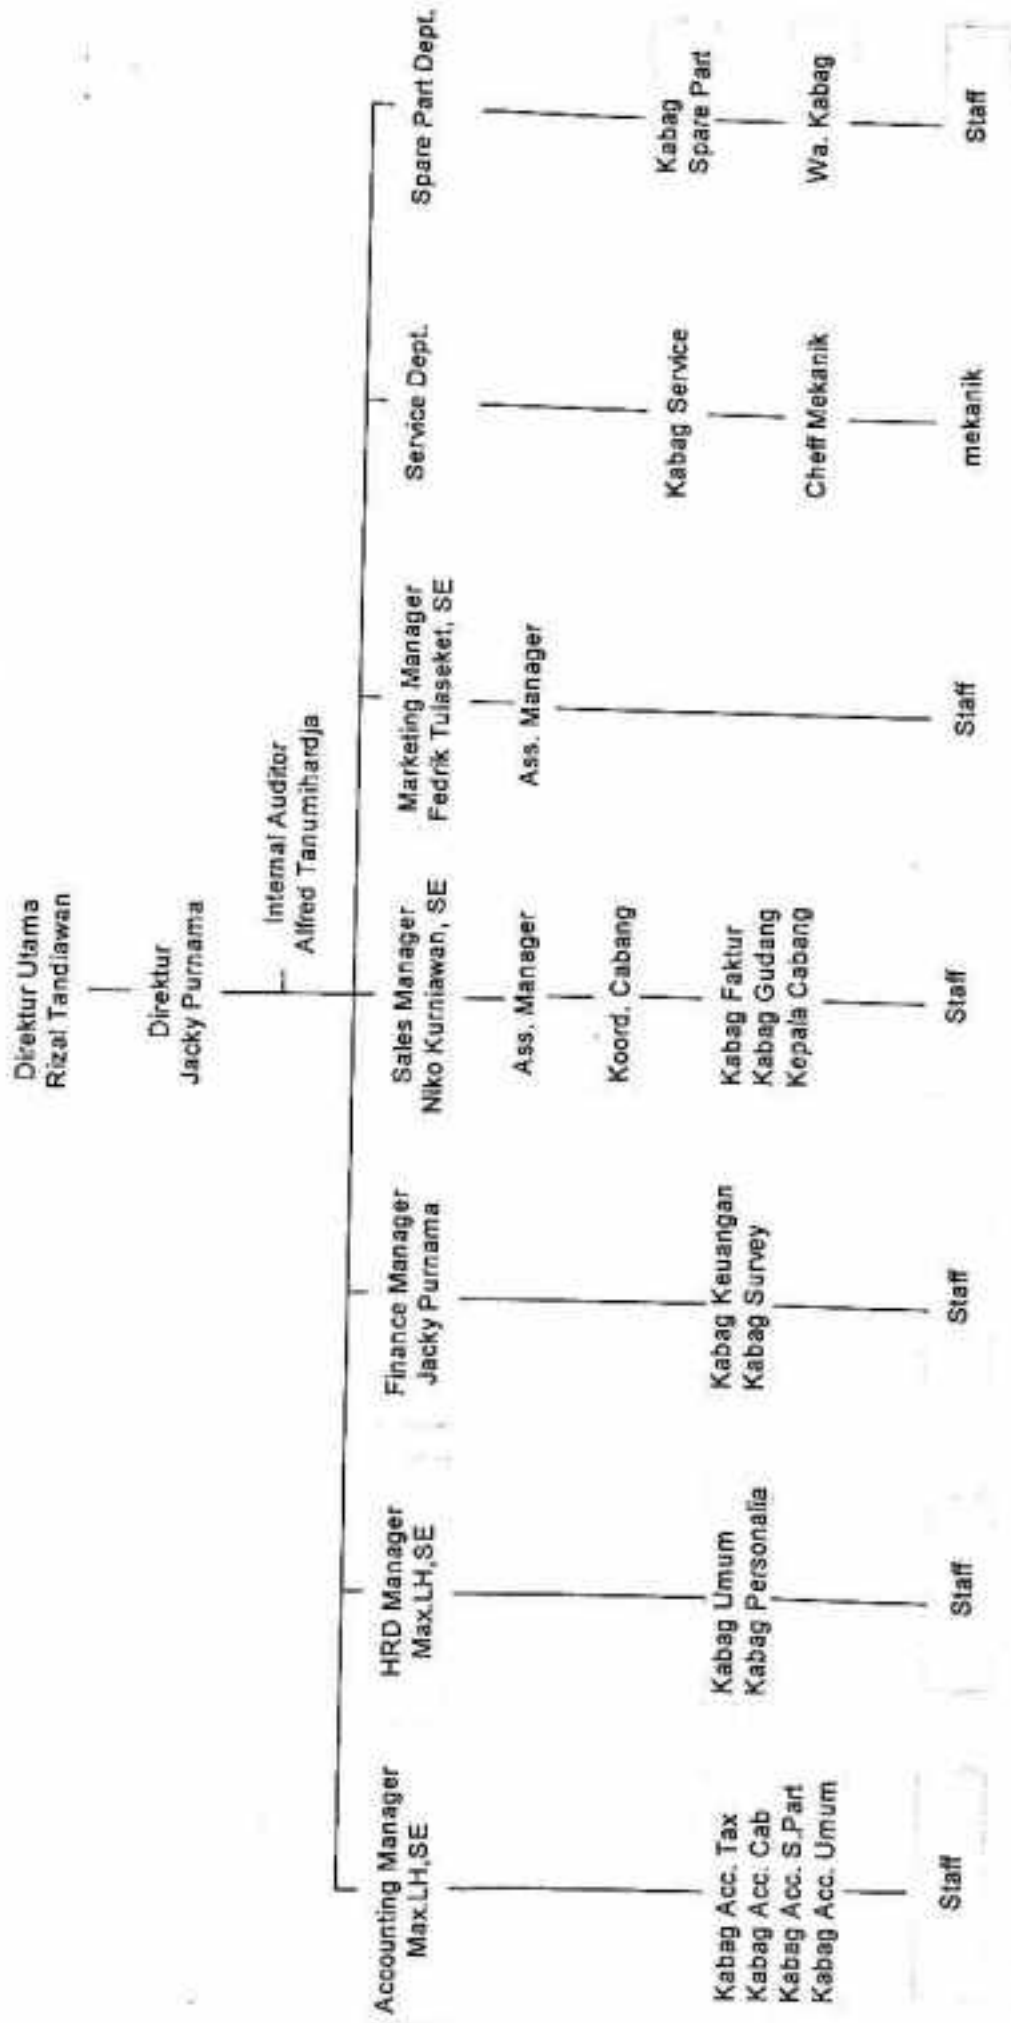 Direktur Utama
Rizal Tandiawan
Direktur
Jacky Purnama
Internal Auditor
Alfred Tanumihardja
Accounting Manager
Max.LH,SE
HRD Manager
Max.LH,SE
Finance Manager
Jacky Purnama
Sales Manager
Niko Kurniawan, SE
Marketing Manager
Fedrik Tulaseket, SE
Service Dept.
Spare Part Dept.
Ass. Manager
Ass. Manager
Koord. Cabang
Kabag Acc. Tax
Kabag Acc. Cab
Kabag Acc. S.Part
Kabag Acc. Umum
Kabag Umum
Kabag Personalia
Kabag Keuangan
Kabag Survey
Kabag Faktur
Kabag Gudang
Kepala Cabang
Kabag Service
Kabag
Spare Part
Cheff Mekanik
Wa. Kabag
Staff
Staff
Staff
Staff
Staff
mekanik
Staff